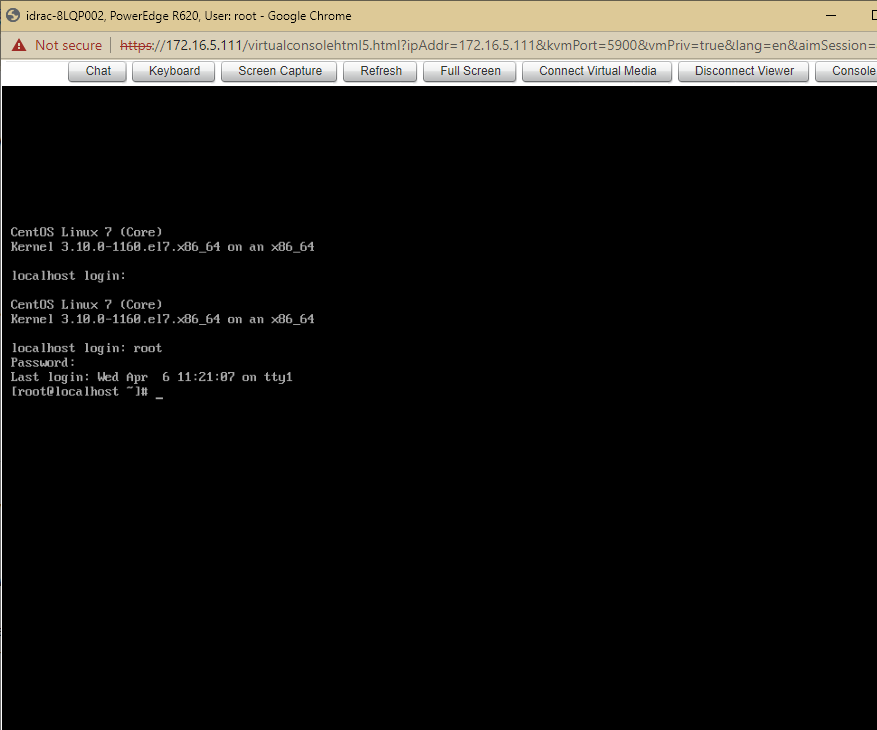 idrac-8LQP002, PowerEdge R620, User: root - Google Chrome
Not secure | https://172.16.5.111/virtualconsolehtml5.html?ipAddr=172.16.5.111&kvmPort=5900&vmPriv=true&lang=en&aimSession=
Chat Keyboard Screen Capture Refresh Full Screen Connect Virtual Media Disconnect Viewer Console
CentOS Linux 7 (Core)
Kernel 3.10.0-1160.el7.x86_64 on an x86_64
localhost login:
CentOS Linux 7 (Core)
Kernel 3.10.0-1160.el7.x86_64 on an x86_64
localhost login: root
Password:
Last login: Wed Apr  6 11:21:07 on tty1
[root@localhost ~]# _